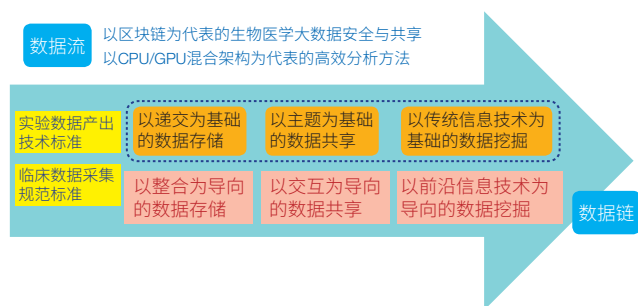 数据流
以区块链为代表的生物医学大数据安全与共享
以CPU/GPU混合架构为代表的高效分析方法
实验数据产出
技术标准
以递交为基础
的数据存储
以主题为基础
的数据共享
以传统信息技术为
基础的数据挖掘
临床数据采集
规范标准
以整合为导向
的数据存储
以交互为导向
的数据共享
以前沿信息技术为
导向的数据挖掘
数据链